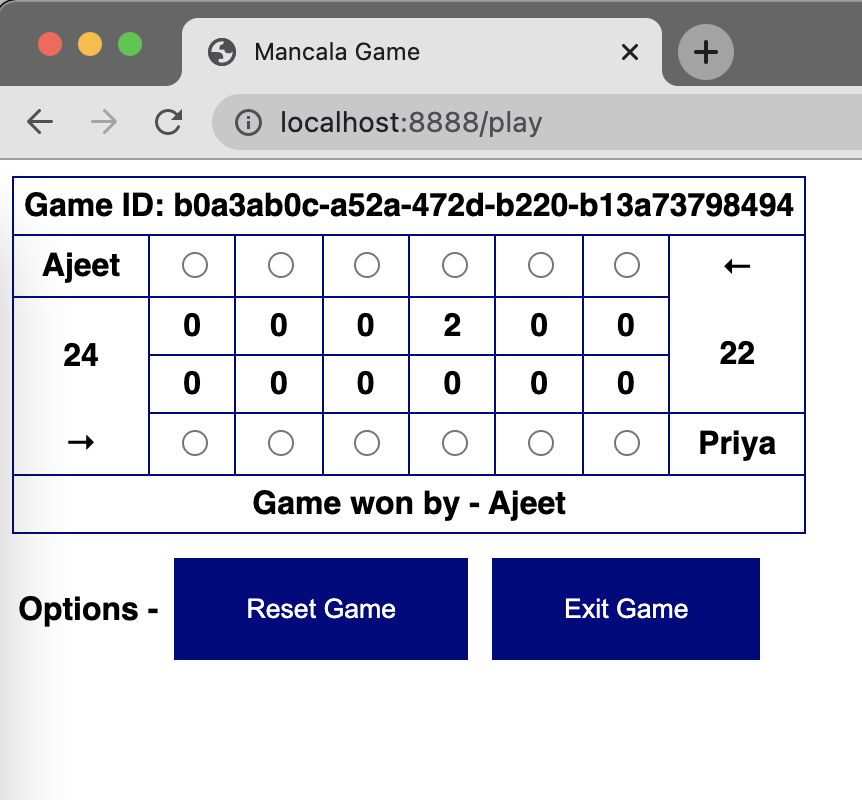 Mancala Game
localhost:8888/play
Game ID: b0a3ab0c-a52a-472d-b220-b13a73798494
Ajeet ←
0 0 0 2 0 0
24 22
0 0 0 0 0 0
→ Priya
Game won by - Ajeet
Options - Reset Game Exit Game